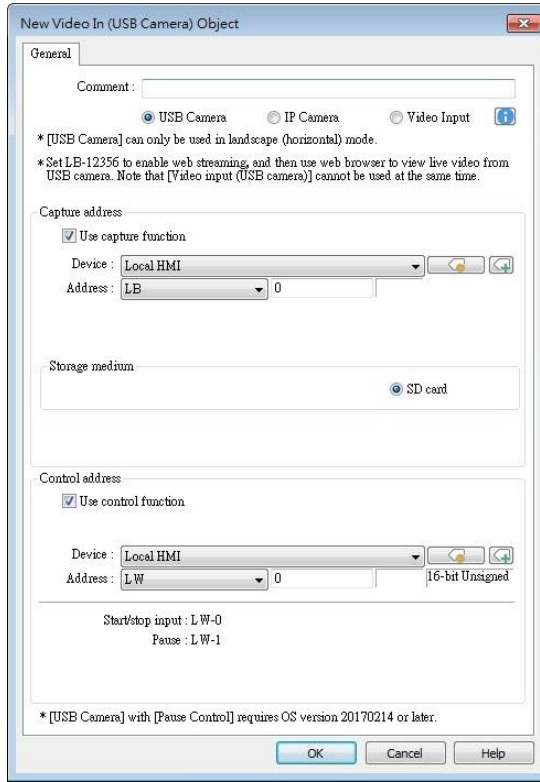 New Video In (USB Camera) Object
General
Comment :
USB Camera IP Camera Video Input
* [USB Camera] can only be used in landscape (horizontal) mode.
* Set LB-12356 to enable web streaming, and then use web browser to view live video from
USB camera. Note that [Video input (USB camera)] cannot be used at the same time.
Capture address
Use capture function
Device : Local HMI
Address : LB 0
Storage medium
SD card
Control address
Use control function
Device : Local HMI
Address : LW 0 16-bit Unsigned
Start/stop input : LW-0
Pause : LW-1
* [USB Camera] with [Pause Control] requires OS version 20170214 or later.
OK Cancel Help